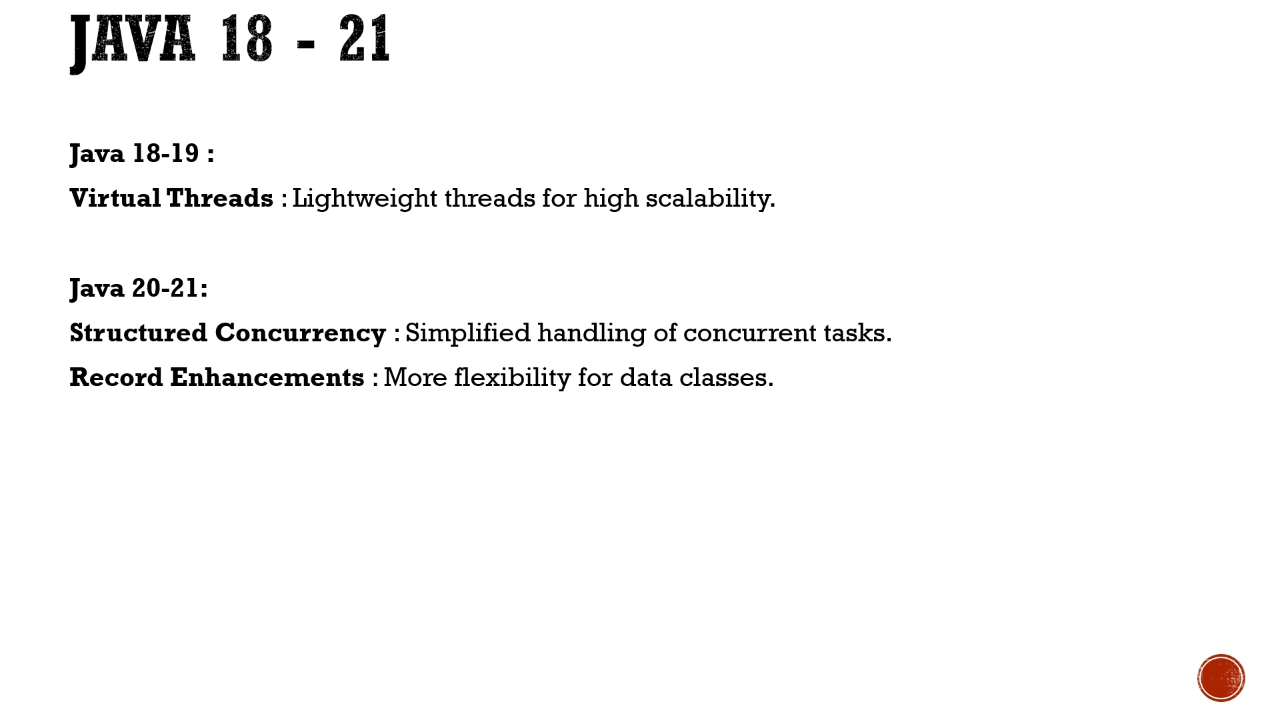 JAVA 18 - 21
Java 18-19 :
Virtual Threads : Lightweight threads for high scalability.
Java 20-21:
Structured Concurrency : Simplified handling of concurrent tasks.
Record Enhancements : More flexibility for data classes.